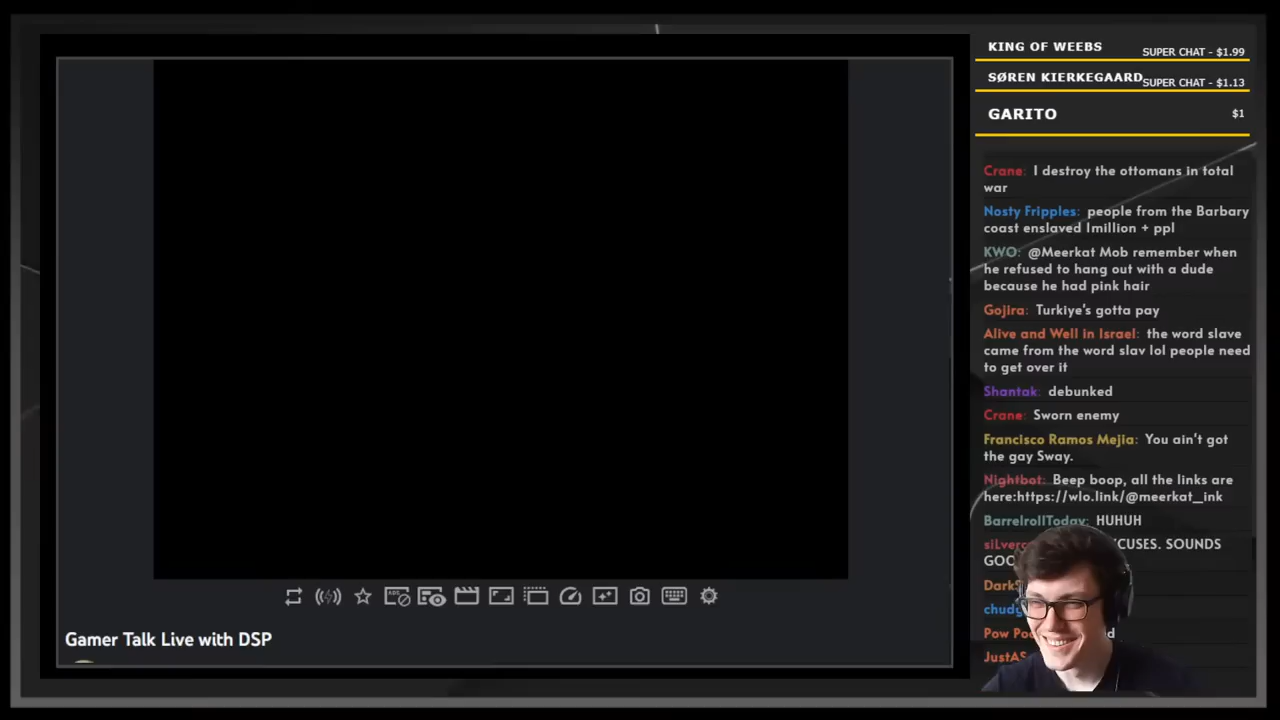 KING OF WEEBS
SUPER CHAT - $1.99
SØREN KIERKEGAARD
SUPER CHAT - $1.13
GARITO
$1
Crane: I destroy the ottomans in total
war
Nosty Fripples: people from the Barbary
coast enslaved 1million + ppl
KWO: @Meerkat Mob remember when
he refused to hang out with a dude
because he had pink hair
Gojira: Turkiye's gotta pay
Alive and Well in Israel: the word slave
came from the word slav lol people need
to get over it
Shantak: debunked
Crane: Sworn enemy
Francisco Ramos Mejia: You ain't got
the gay Sway.
Nightbot: Beep boop, all the links are
here:https://wlo.link/@meerkat_ink
BarrelrollToday: HUHUH
SOUNDS
Pow
Gamer Talk Live with DSP